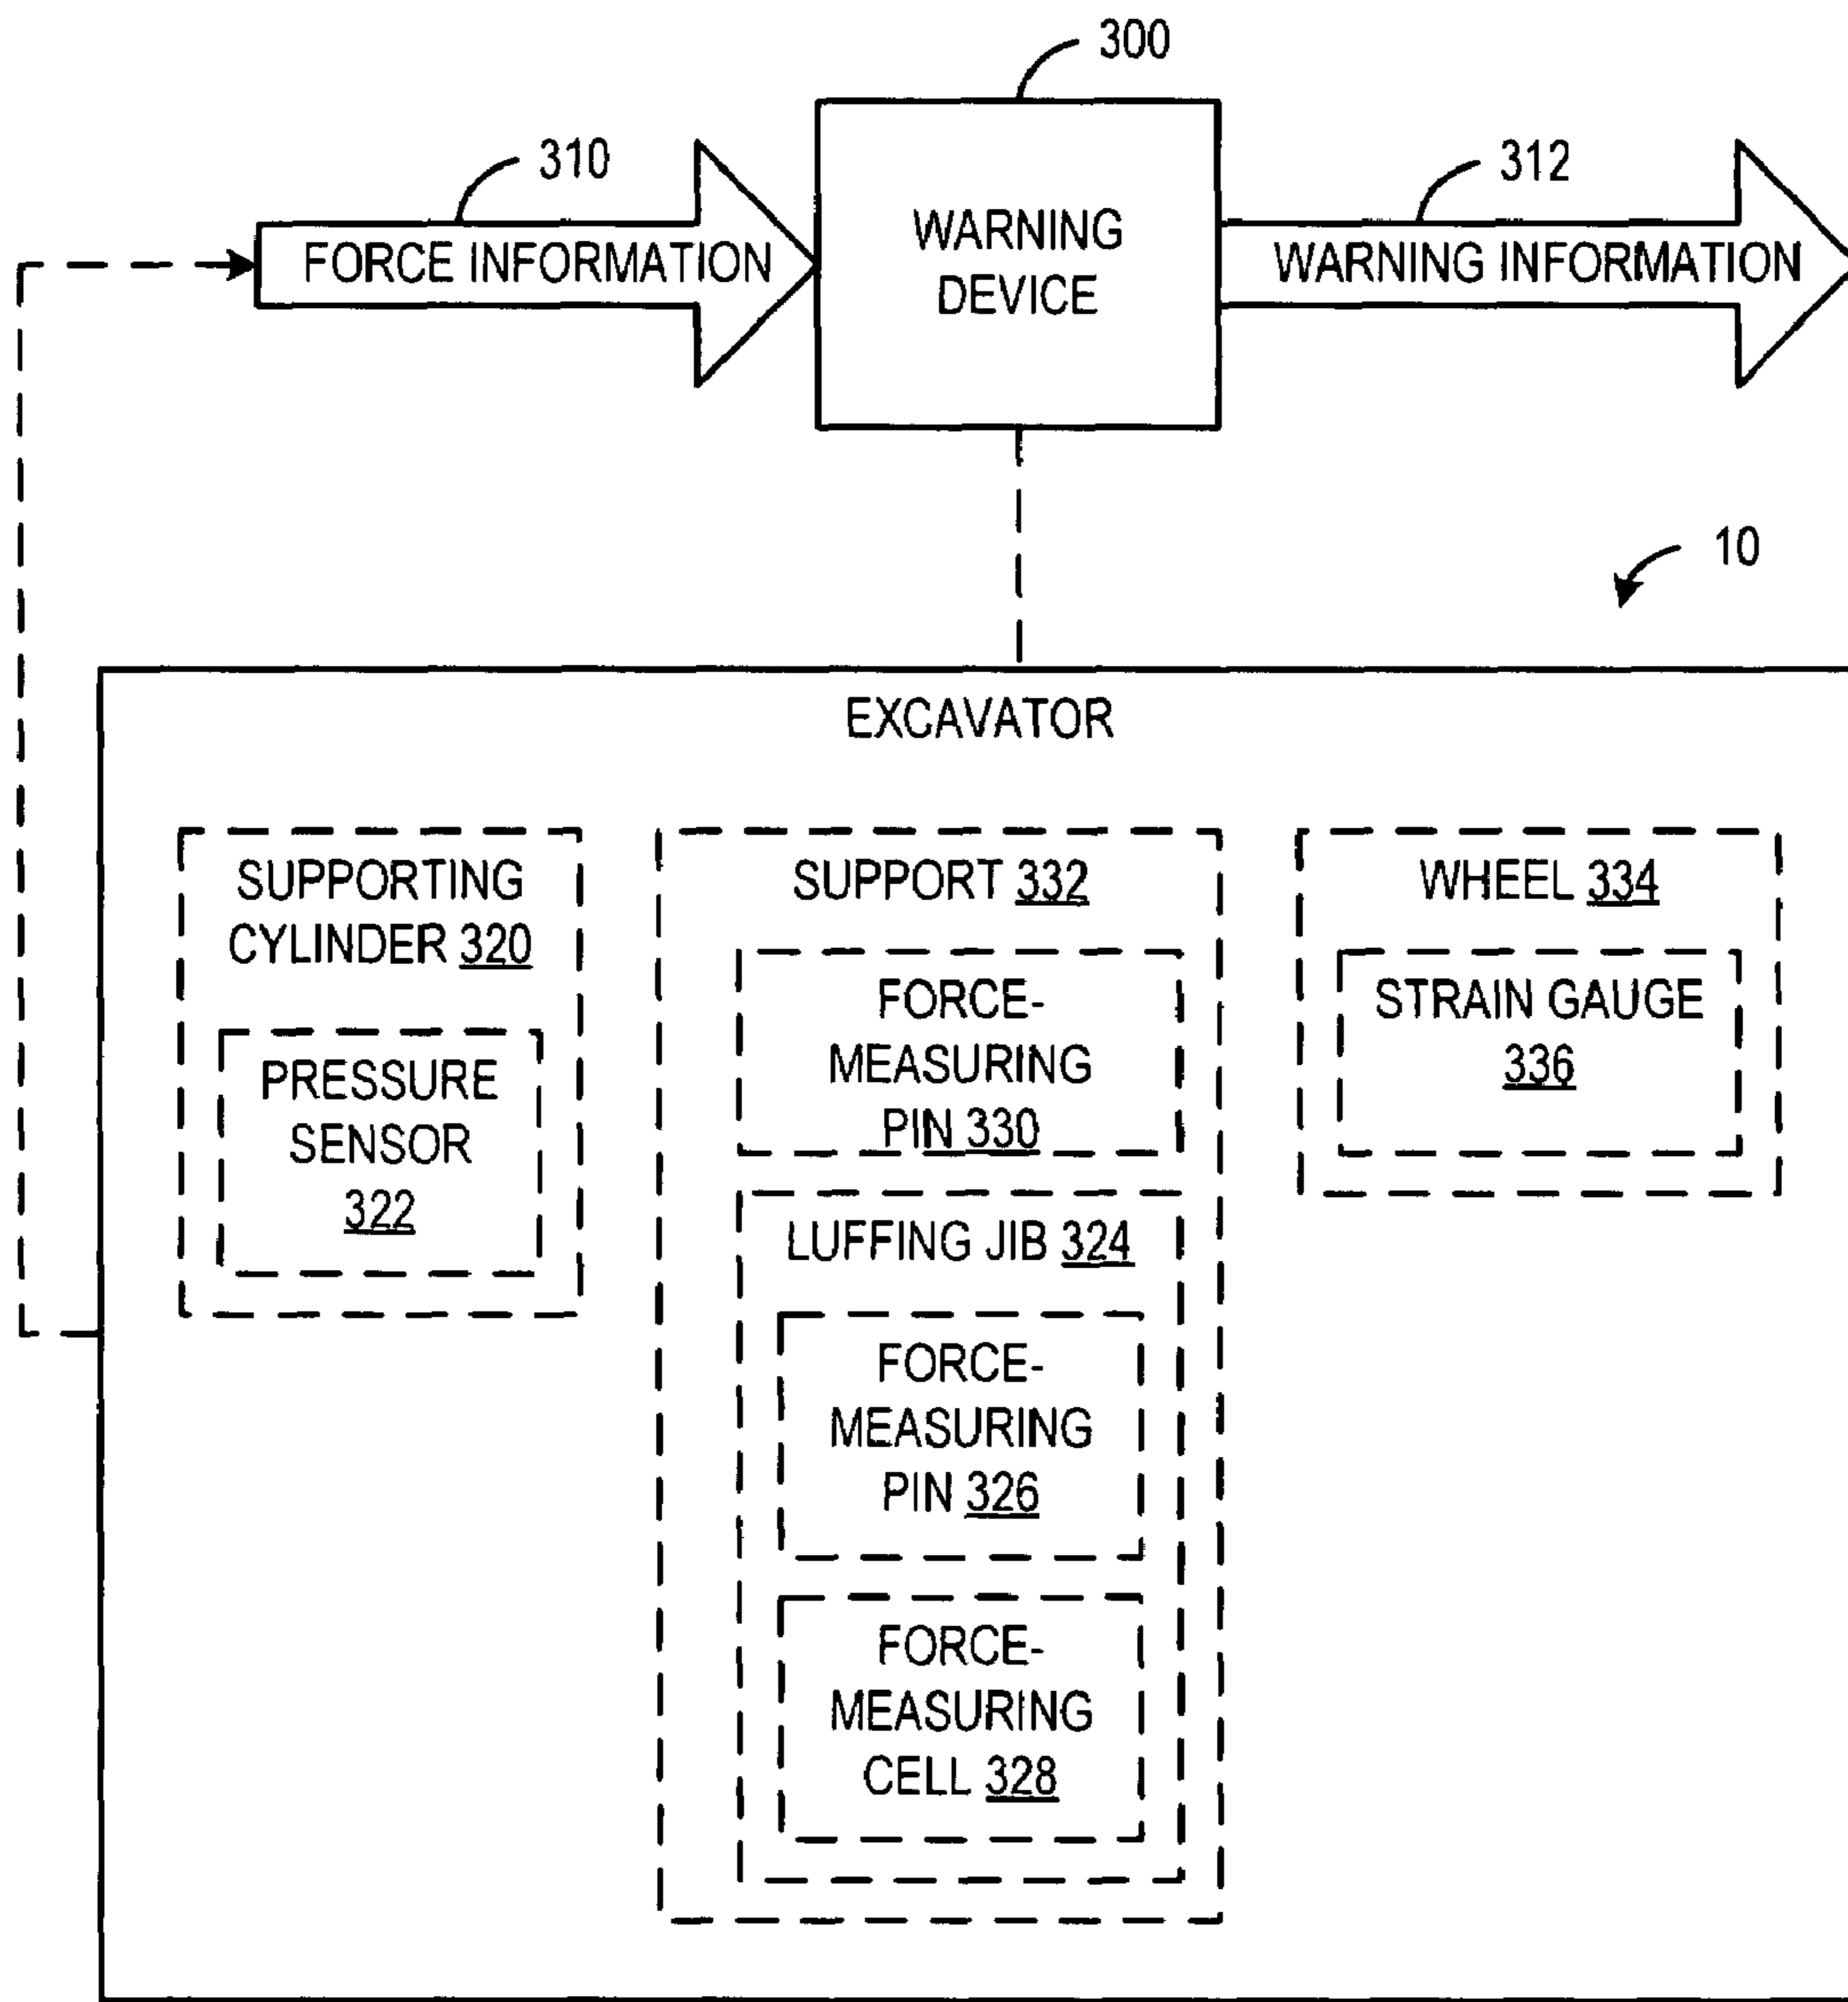 300
310
312
FORCE INFORMATION
WARNING
DEVICE
WARNING INFORMATION
10
EXCAVATOR
SUPPORTING
CYLINDER 320
PRESSURE
SENSOR
322
SUPPORT 332
FORCE-
MEASURING
PIN 330
LUFFING JIB 324
FORCE-
MEASURING
PIN 326
FORCE-
MEASURING
CELL 328
WHEEL 334
STRAIN GAUGE
336